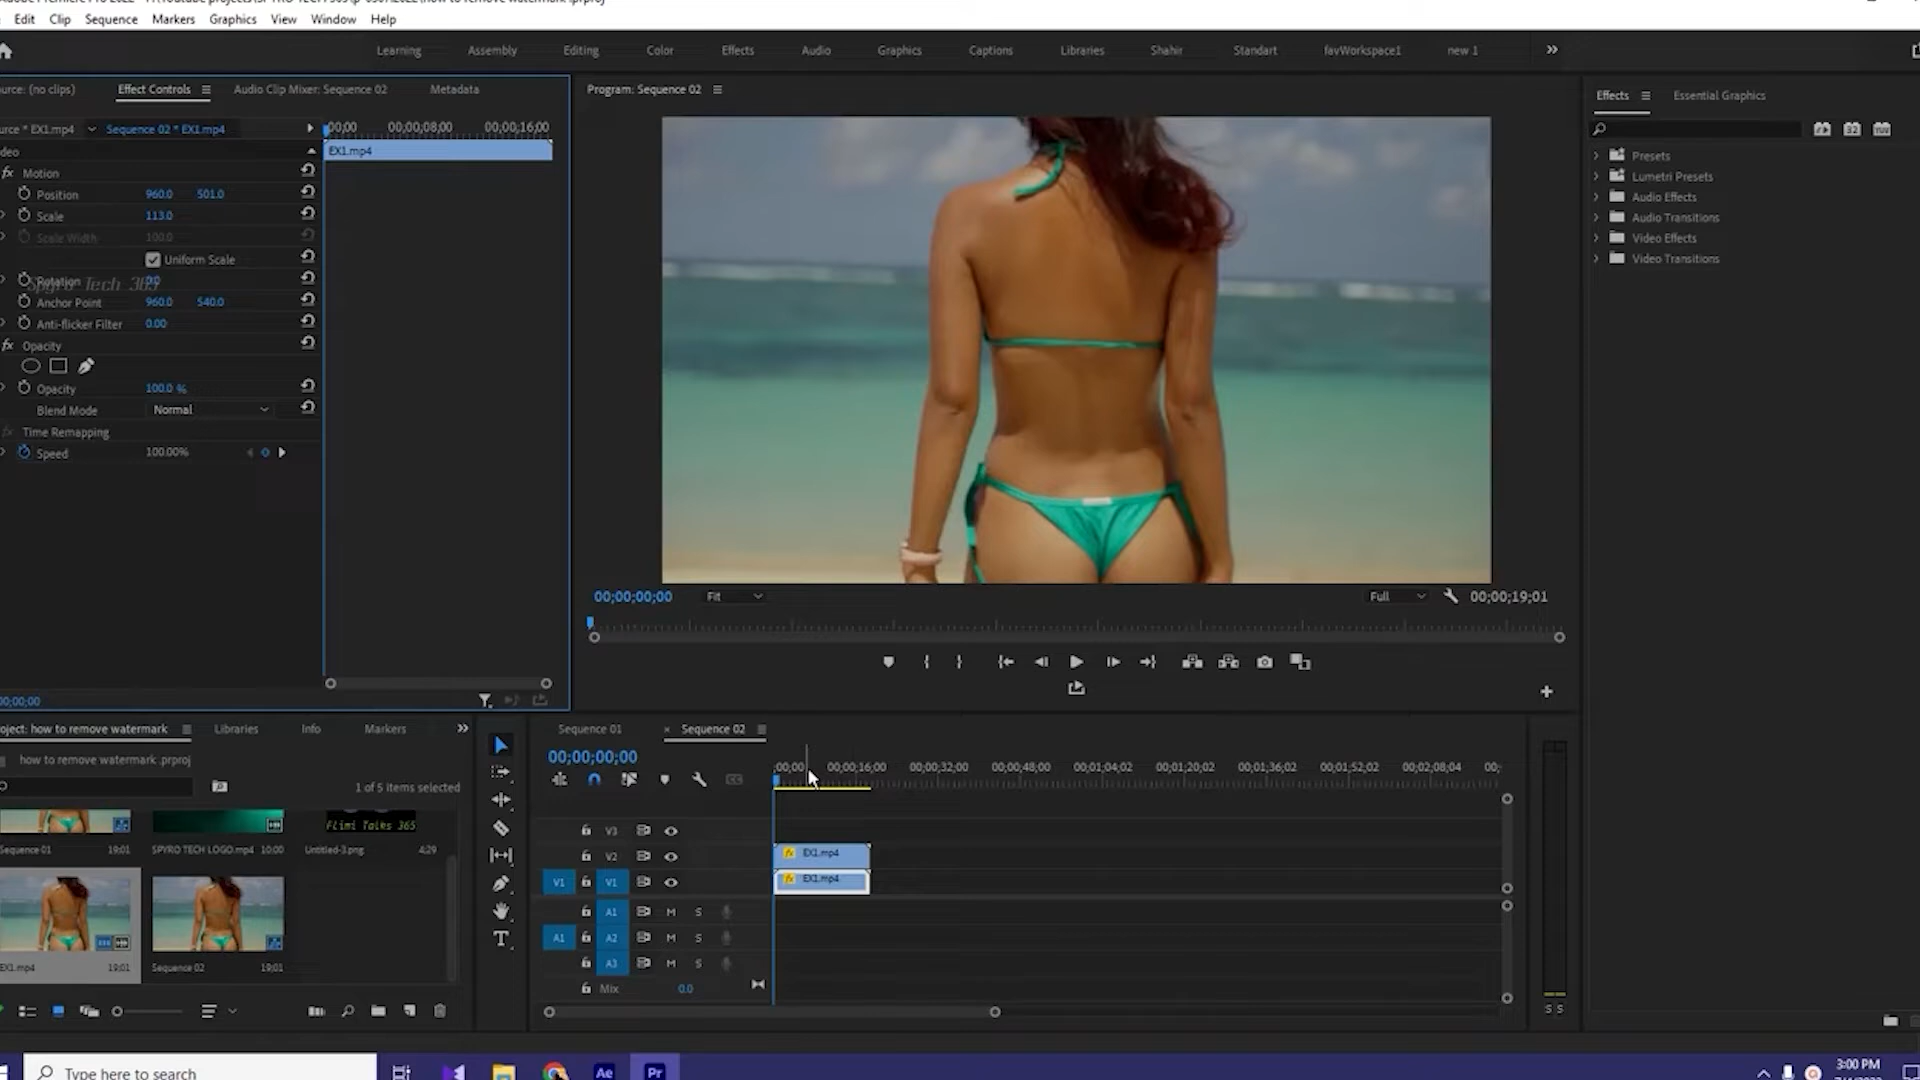 Edit Clip Sequence Markers Graphics View Window Help
Learning Assembly Editing Color Effects Audio Graphics Captions Libraries Shahir Standart favWorkspace1 new 1
urce: (no clips) Effect Controls Audio Clip Mixer: Sequence 02 Metadata
Program: Sequence 02
Effects Essential Graphics
urce * EX1.mp4 Sequence 02 * EX1.mp4
;00;00 00;00;08;00 00;00;16;00
deo
EX1.mp4
fx Motion
Position 960.0 501.0
Scale 113.0
Scale Width 100.0
Uniform Scale
Rotation 0.0
Spyro Tech 365
Anchor Point 960.0 540.0
Anti-flicker Filter 0.00
fx Opacity
Opacity 100.0 %
Blend Mode Normal
fx Time Remapping
Speed 100.00%
00;00;00
Presets
Lumetri Presets
Audio Effects
Audio Transitions
Video Effects
Video Transitions
32
YUV
00;00;00;00 Fit Full 00;00;19;01
oject: how to remove watermark Libraries Info Markers
how to remove watermark .prproj
1 of 5 items selected
Sequence 01 19;01
SPYRO TECH LOGO.mp4 10;00
Flimi Talks 365
Untitled-3.png 4;29
EX1.mp4 19;01
Sequence 02 19;01
Sequence 01 × Sequence 02
00;00;00;00
;00;00 00;00;16;00 00;00;32;00 00;00;48;00 00;01;04;02 00;01;20;02 00;01;36;02 00;01;52;02 00;02;08;04 00;
V3
V2 fx EX1.mp4
V1 V1 fx EX1.mp4
A1 M S
A1 A2 M S
A3 M S
Mix 0.0
S S
Type here to search
Ae Pr
3:00 PM